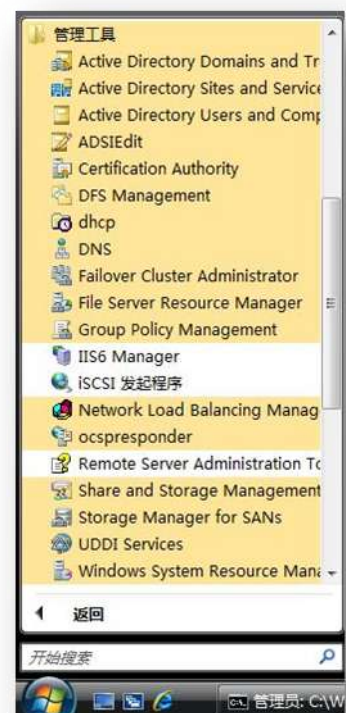 管理工具
Active Directory Domains and Tr
Active Directory Sites and Service
Active Directory Users and Comp
ADSIEdit
Certification Authority
DFS Management
dhcp
DNS
Failover Cluster Administrator
File Server Resource Manager
Group Policy Management
IIS6 Manager
iSCSI 发起程序
Network Load Balancing Manag
ocspresponder
Remote Server Administration To
Share and Storage Management
Storage Manager for SANs
UDDI Services
Windows System Resource Mana
返回
开始搜索
管理员: C:\W